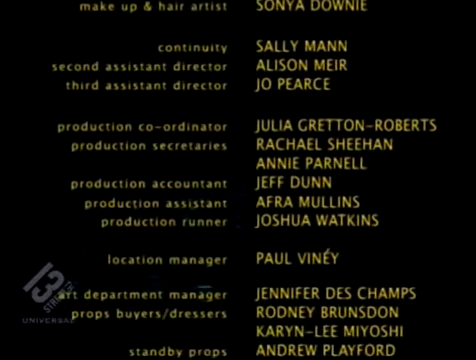 make up & hair artist SONYA DOWNIE
continuity SALLY MANN
second assistant director ALISON MEIR
third assistant director JO PEARCE
production co-ordinator JULIA GRETTON-ROBERTS
production secretaries RACHAEL SHEEHAN
ANNIE PARNELL
production accountant JEFF DUNN
production assistant AFRA MULLINS
production runner JOSHUA WATKINS
location manager PAUL VINÉY
art department manager JENNIFER DES CHAMPS
props buyers/dressers RODNEY BRUNSDON
KARYN-LEE MIYOSHI
standby props ANDREW PLAYFORD
13
UNIVERSAL